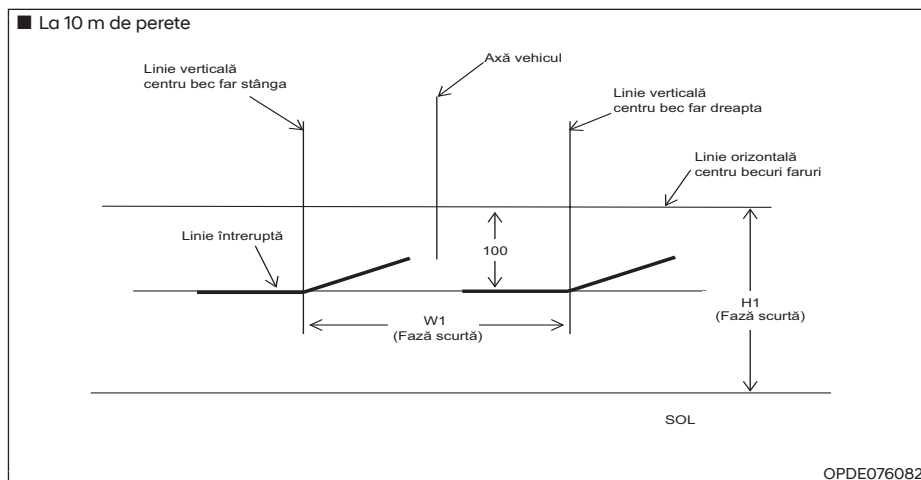 ■ La 10 m de perete
Axă vehicul
Linie verticală
centru bec far stânga
Linie verticală
centru bec far dreapta
Linie orizontală
centru becuri faruri
Linie întreruptă
100
H1
(Fază scurtă)
W1
(Fază scurtă)
SOL
OPDE076082